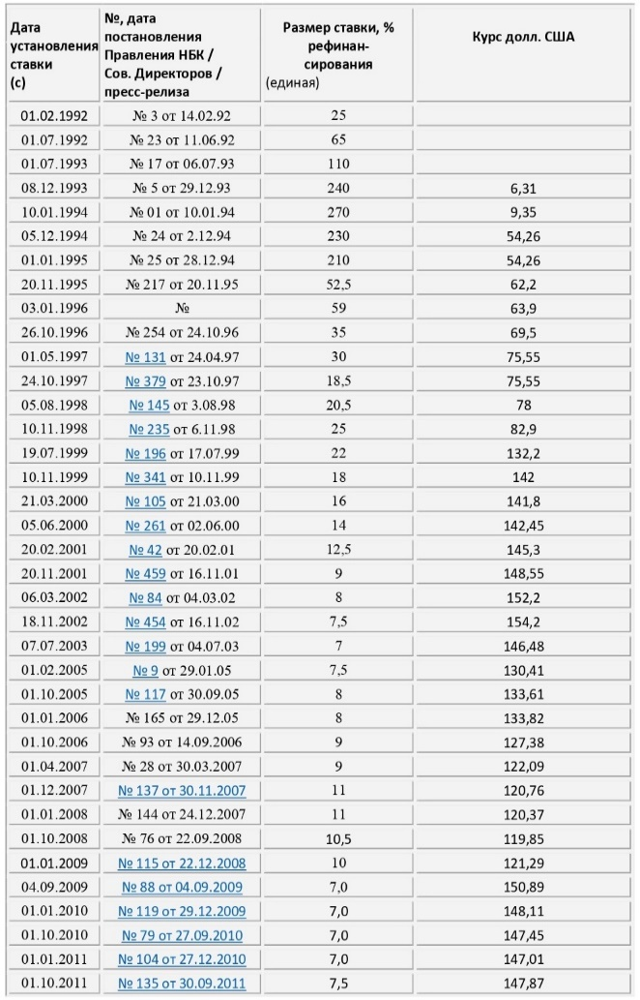 Дата установления ставки (с) | №, дата постановления Правления НБК / Сов. Директоров / пресс-релиза | Размер ставки, % рефинан-сирования (единая) | Курс долл. США
01.02.1992 № 3 от 14.02.92 25
01.07.1992 № 23 от 11.06.92 65
01.07.1993 № 17 от 06.07.93 110
08.12.1993 № 5 от 29.12.93 240 6,31
10.01.1994 № 01 от 10.01.94 270 9,35
05.12.1994 № 24 от 2.12.94 230 54,26
01.01.1995 № 25 от 28.12.94 210 54,26
20.11.1995 № 217 от 20.11.95 52,5 62,2
03.01.1996 № 59 63,9
26.10.1996 № 254 от 24.10.96 35 69,5
01.05.1997 № 131 от 24.04.97 30 75,55
24.10.1997 № 379 от 23.10.97 18,5 75,55
05.08.1998 № 145 от 3.08.98 20,5 78
10.11.1998 № 235 от 6.11.98 25 82,9
19.07.1999 № 196 от 17.07.99 22 132,2
10.11.1999 № 341 от 10.11.99 18 142
21.03.2000 № 105 от 21.03.00 16 141,8
05.06.2000 № 261 от 02.06.00 14 142,45
20.02.2001 № 42 от 20.02.01 12,5 145,3
20.11.2001 № 459 от 16.11.01 9 148,55
06.03.2002 № 84 от 04.03.02 8 152,2
18.11.2002 № 454 от 16.11.02 7,5 154,2
07.07.2003 № 199 от 04.07.03 7 146,48
01.02.2005 № 9 от 29.01.05 7,5 130,41
01.10.2005 № 117 от 30.09.05 8 133,61
01.01.2006 № 165 от 29.12.05 8 133,82
01.10.2006 № 93 от 14.09.2006 9 127,38
01.04.2007 № 28 от 30.03.2007 9 122,09
01.12.2007 № 137 от 30.11.2007 11 120,76
01.01.2008 № 144 от 24.12.2007 11 120,37
01.10.2008 № 76 от 22.09.2008 10,5 119,85
01.01.2009 № 115 от 22.12.2008 10 121,29
04.09.2009 № 88 от 04.09.2009 7,0 150,89
01.01.2010 № 119 от 29.12.2009 7,0 148,11
01.10.2010 № 79 от 27.09.2010 7,0 147,45
01.01.2011 № 104 от 27.12.2010 7,0 147,01
01.10.2011 № 135 от 30.09.2011 7,5 147,87